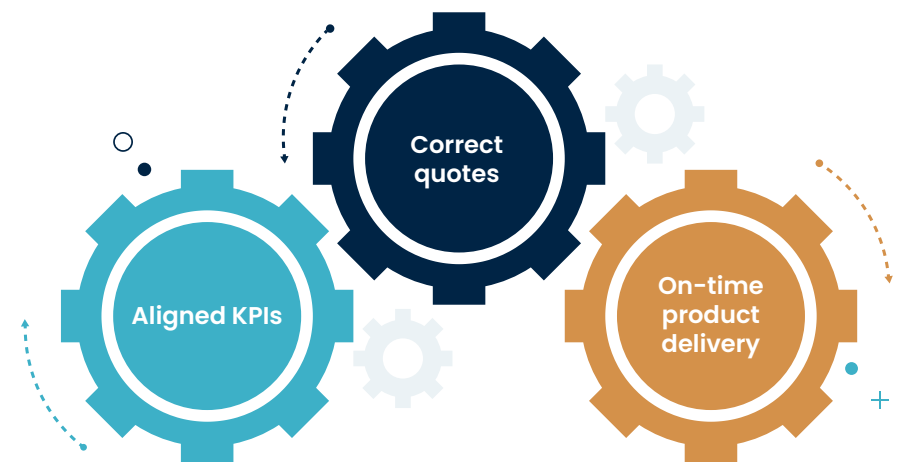 Correct
quotes
Aligned KPIs
On-time
product
delivery